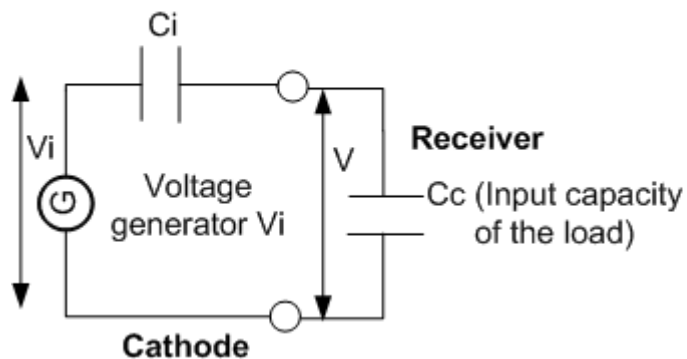 Ci
Vi
G
Voltage
generator Vi
V
Receiver
Cc (Input capacity
of the load)
Cathode